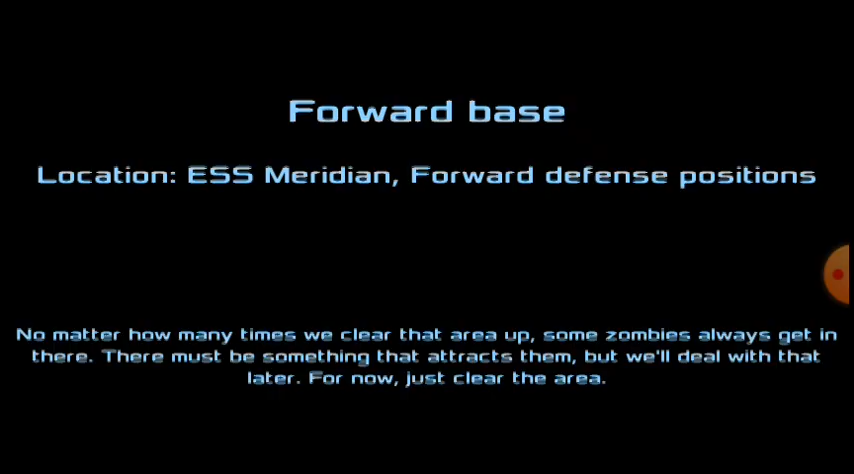 Forward base
Location: ESS Meridian, Forward defense positions
No matter how many times we clear that area up, some zombies always get in
there. There must be something that attracts them, but we'll deal with that
later. For now, just clear the area.